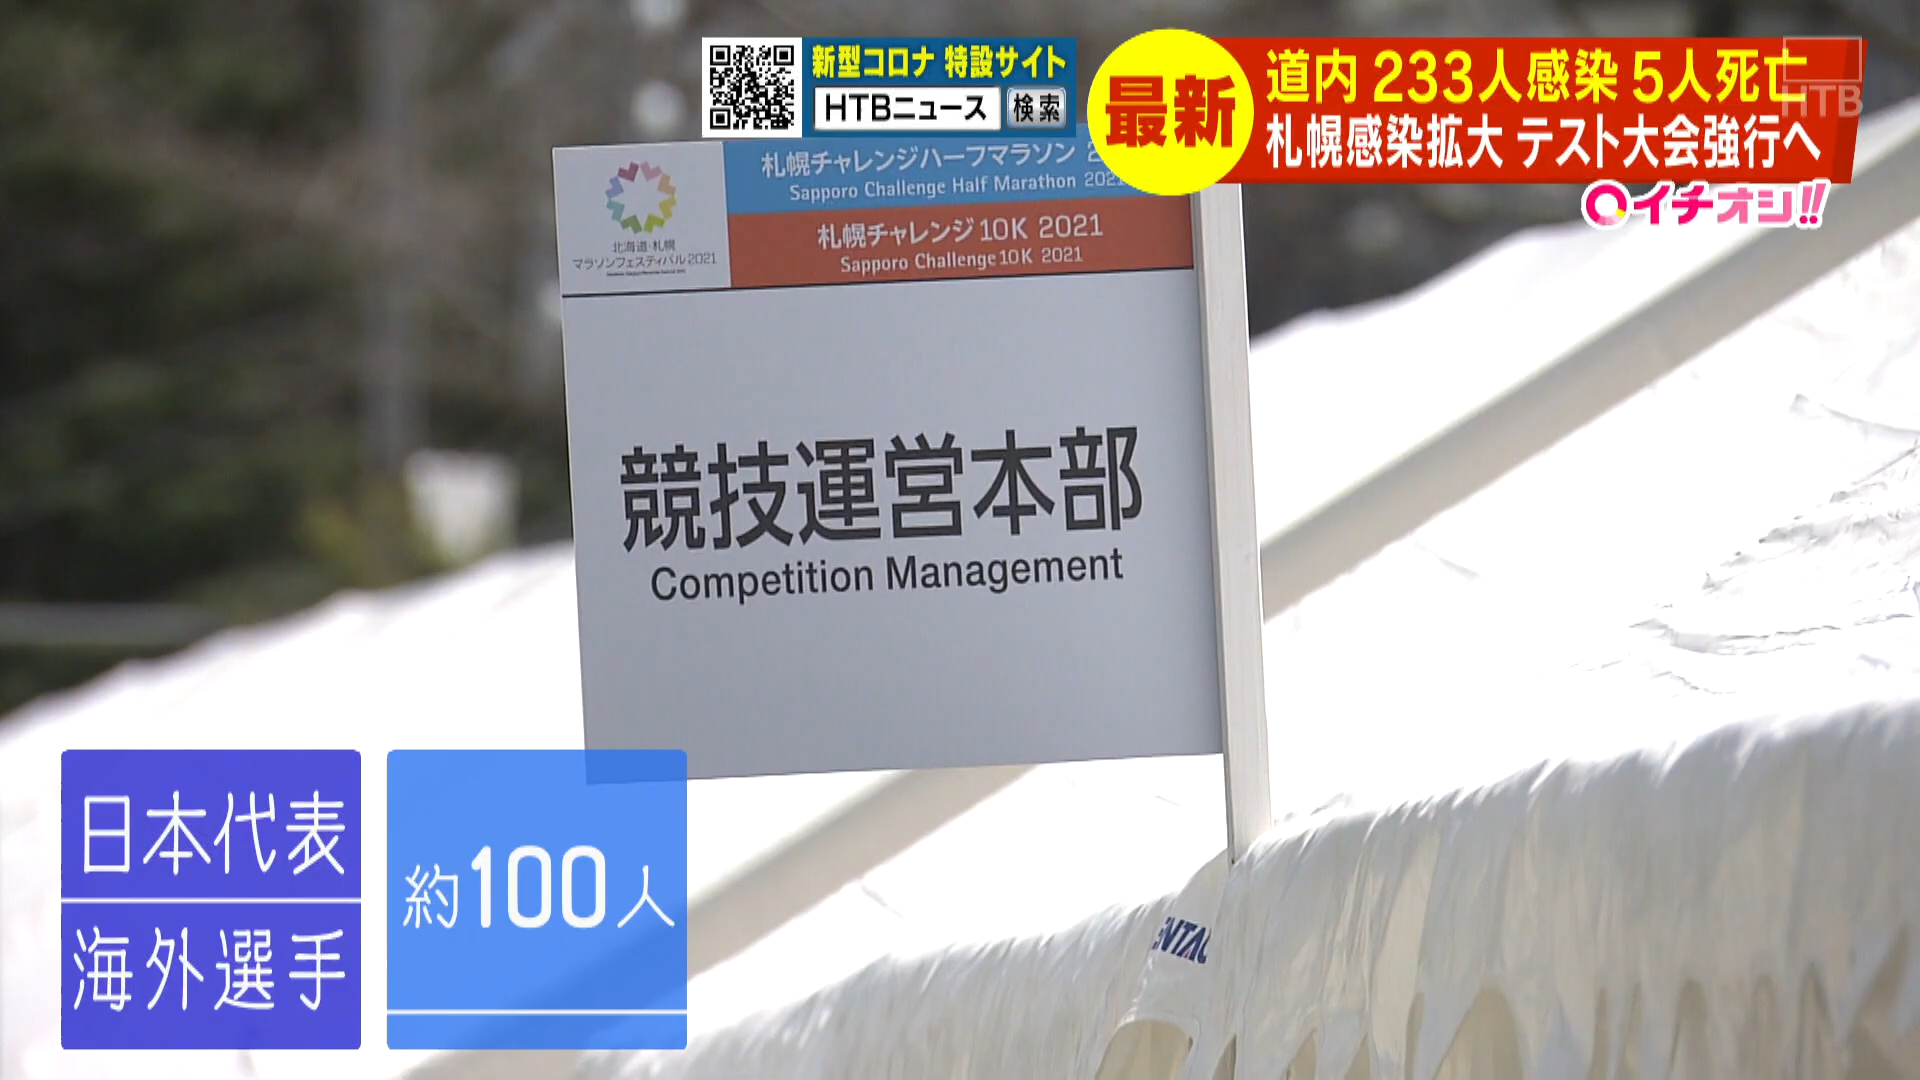 新型コロナ 特設サイト
HTBニュース 検索
最新
道内 233人感染 5人死亡
札幌感染拡大 テスト大会強行へ
HTB
イチオシ!!
札幌チャレンジハーフマラソン
Sapporo Challenge Half Marathon 2021
札幌チャレンジ10K 2021
Sapporo Challenge 10K 2021
北海道・札幌
マラソンフェスティバル2021
競技運営本部
Competition Management
日本代表
海外選手
約100人